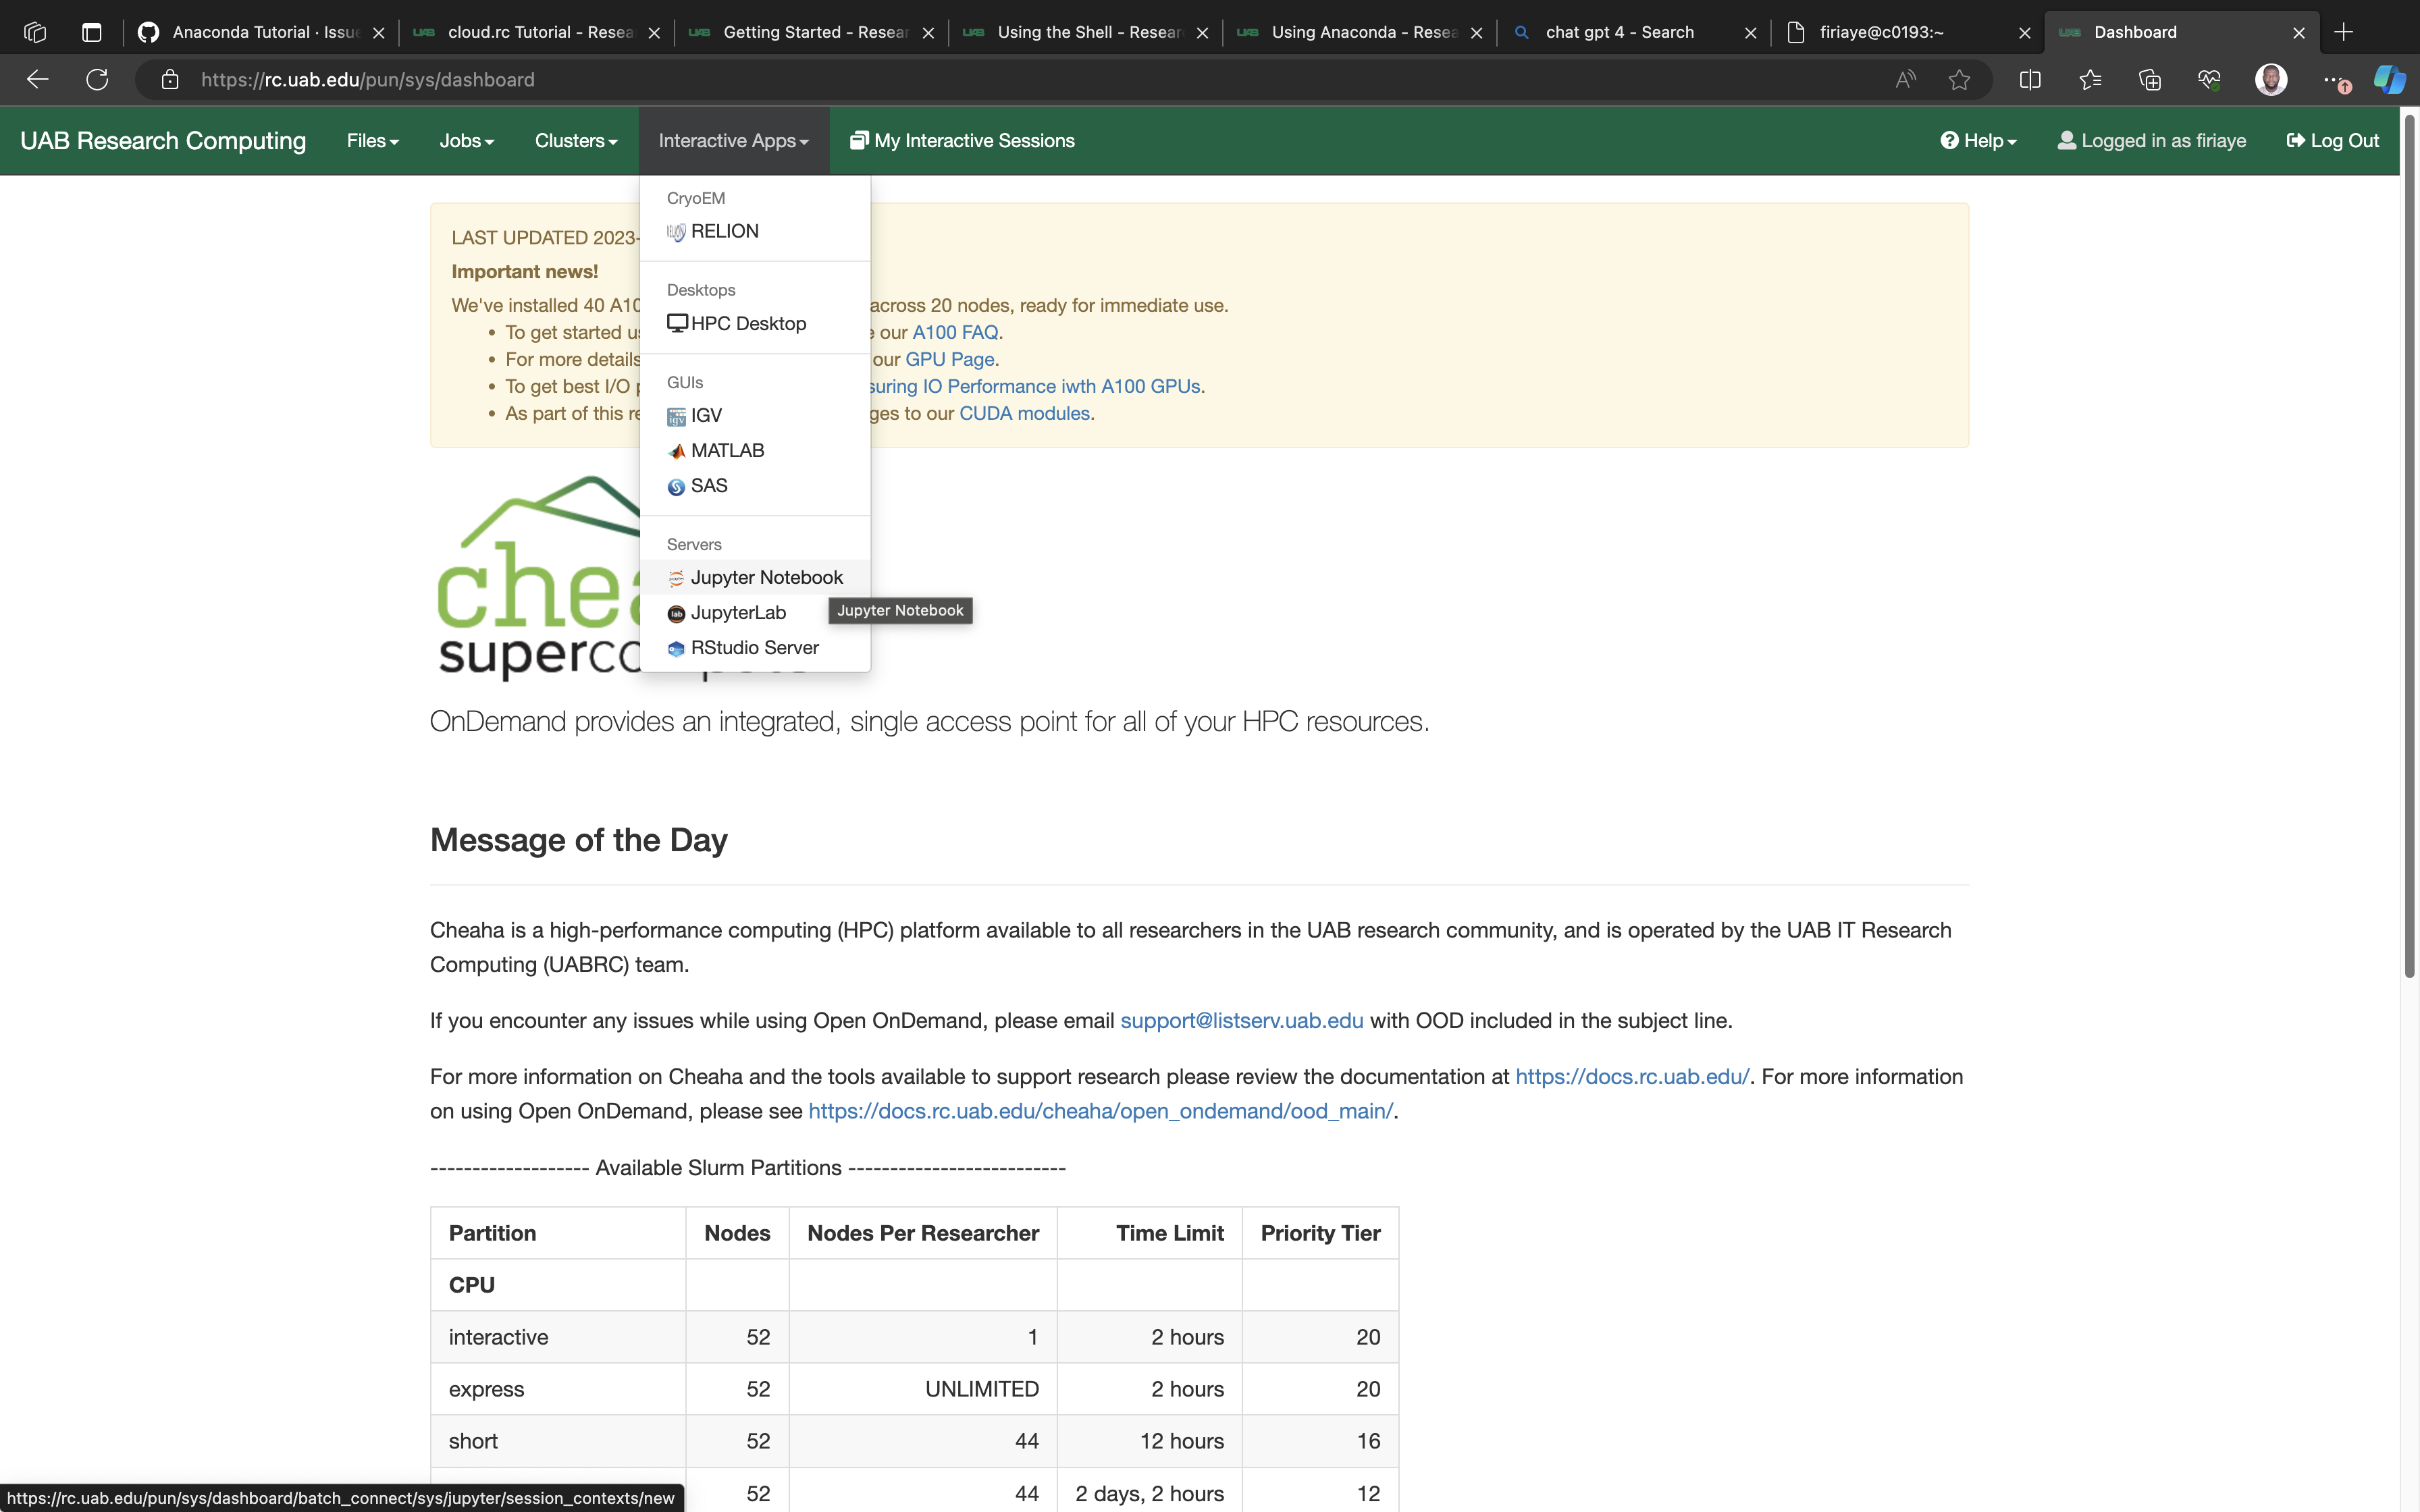 Anaconda Tutorial · Issue
cloud.rc Tutorial - Resea
Getting Started - Resear
Using the Shell - Resear
Using Anaconda - Resea
chat gpt 4 - Search
firiaye@c0193:~
Dashboard
https://rc.uab.edu/pun/sys/dashboard
UAB Research Computing
Files
Jobs
Clusters
Interactive Apps
My Interactive Sessions
Help
Logged in as firiaye
Log Out
CryoEM
RELION
Desktops
HPC Desktop
GUIs
IGV
MATLAB
SAS
Servers
Jupyter Notebook
JupyterLab
Jupyter Notebook
RStudio Server
LAST UPDATED 2023-
Important news!
We've installed 40 A10 across 20 nodes, ready for immediate use.
• To get started us our A100 FAQ.
• For more details our GPU Page.
• To get best I/O suring IO Performance iwth A100 GPUs.
• As part of this re ges to our CUDA modules.
chea
superco
OnDemand provides an integrated, single access point for all of your HPC resources.
Message of the Day
Cheaha is a high-performance computing (HPC) platform available to all researchers in the UAB research community, and is operated by the UAB IT Research
Computing (UABRC) team.
If you encounter any issues while using Open OnDemand, please email support@listserv.uab.edu with OOD included in the subject line.
For more information on Cheaha and the tools available to support research please review the documentation at https://docs.rc.uab.edu/. For more information
on using Open OnDemand, please see https://docs.rc.uab.edu/cheaha/open_ondemand/ood_main/.
------------------- Available Slurm Partitions --------------------------
Partition Nodes Nodes Per Researcher Time Limit Priority Tier
CPU
interactive 52 1 2 hours 20
express 52 UNLIMITED 2 hours 20
short 52 44 12 hours 16
52 44 2 days, 2 hours 12
https://rc.uab.edu/pun/sys/dashboard/batch_connect/sys/jupyter/session_contexts/new